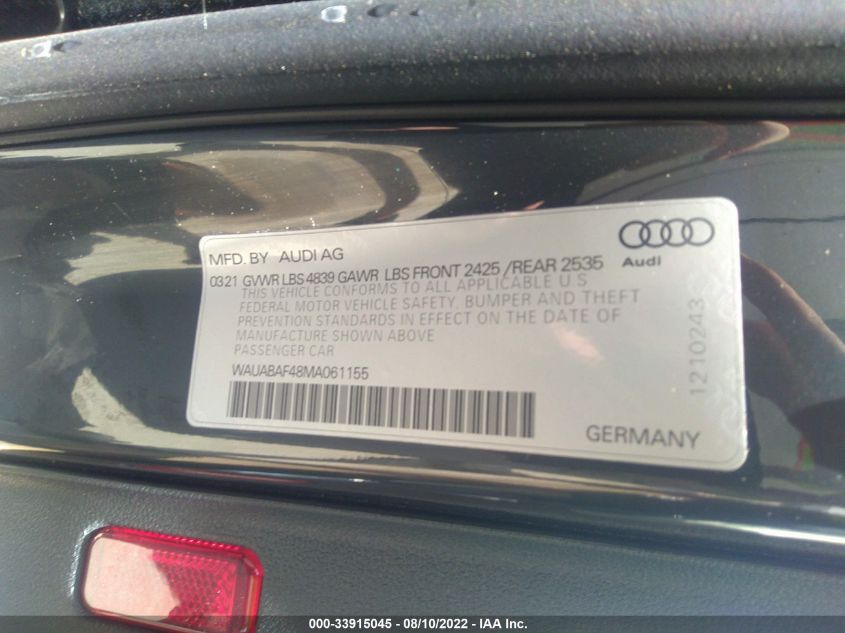 MFD. BY AUDI AG
Audi
0321 GVWR LBS 4839 GAWR LBS FRONT 2425 / REAR 2535
THIS VEHICLE CONFORMS TO ALL APPLICABLE U S
FEDERAL MOTOR VEHICLE SAFETY, BUMPER AND THEFT
PREVENTION STANDARDS IN EFFECT ON THE DATE OF
MANUFACTURE SHOWN ABOVE
PASSENGER CAR
WAUABAF48MA061155
1210243
GERMANY
000-33915045 - 08/10/2022 - IAA Inc.